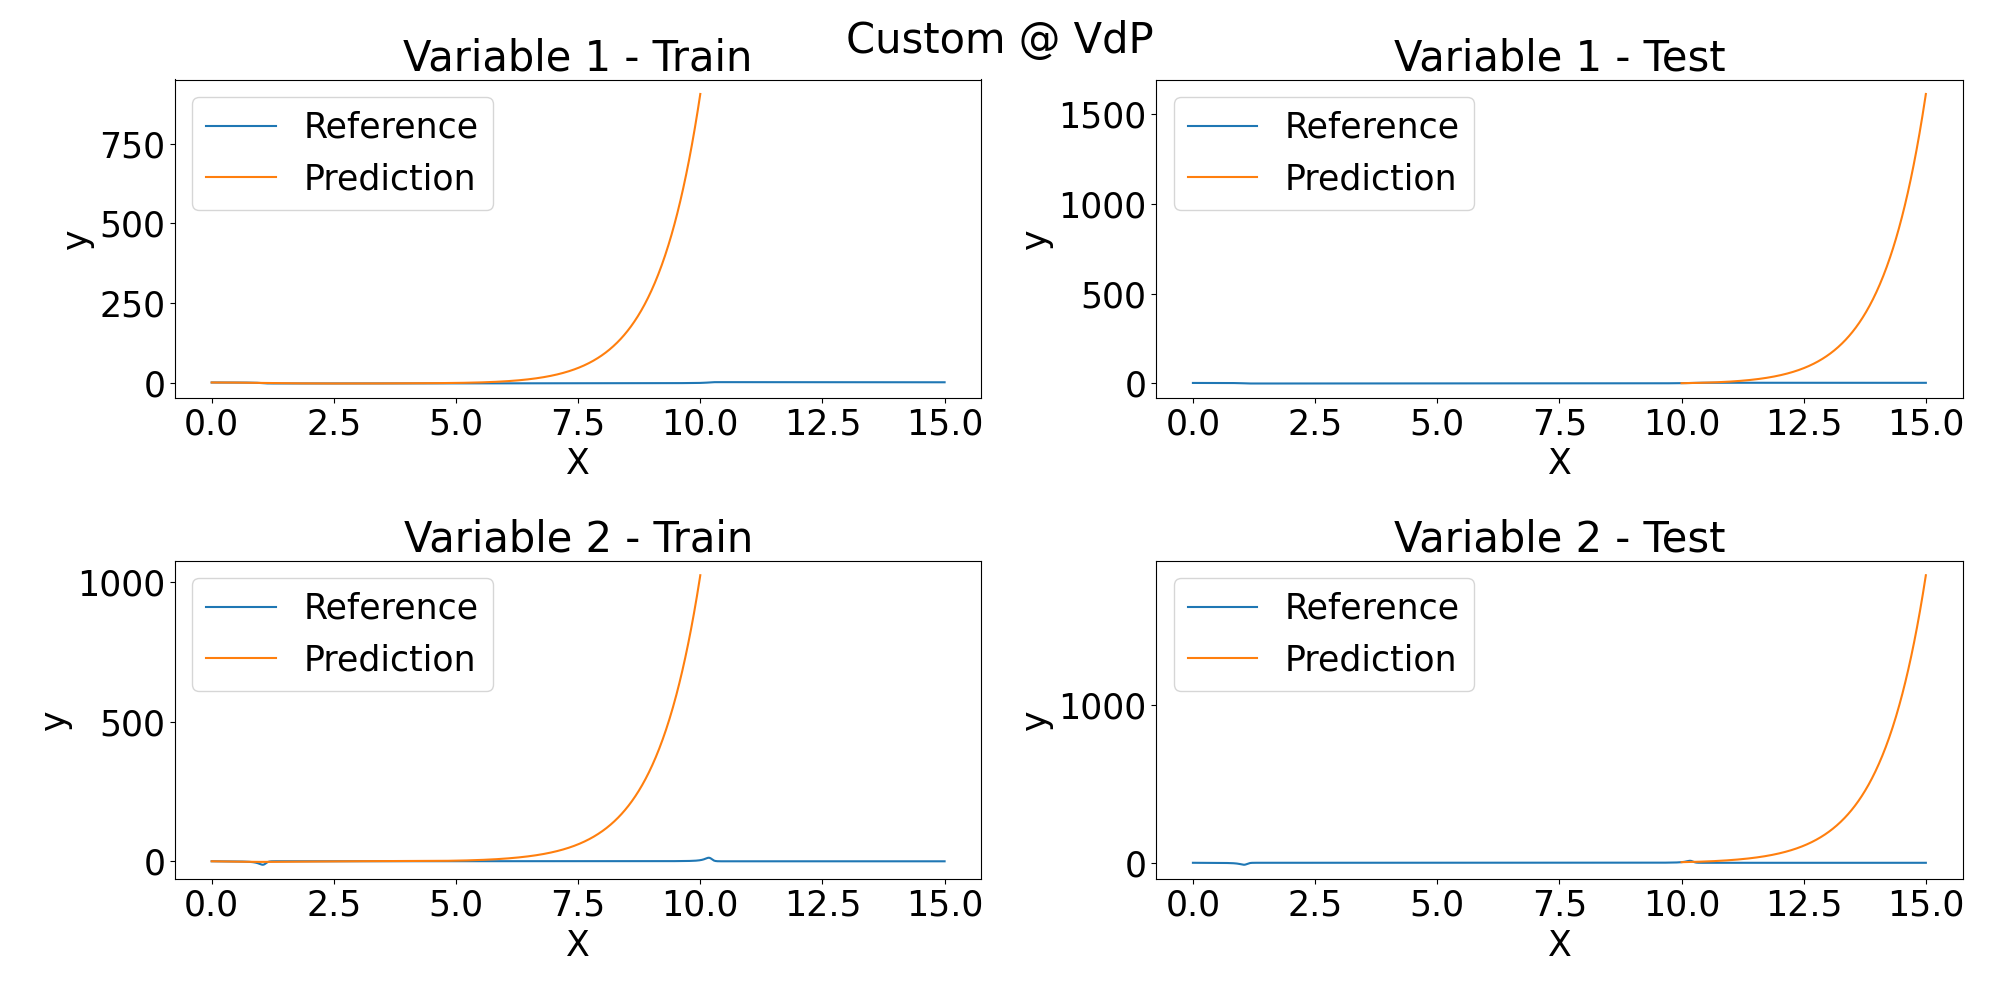 Custom @ VdP
Variable 1 - Train
Reference
Prediction
y
750
500
250
0
0.0 2.5 5.0 7.5 10.0 12.5 15.0
X
Variable 1 - Test
Reference
Prediction
y
1500
1000
500
0
0.0 2.5 5.0 7.5 10.0 12.5 15.0
X
Variable 2 - Train
Reference
Prediction
y
1000
500
0
0.0 2.5 5.0 7.5 10.0 12.5 15.0
X
Variable 2 - Test
Reference
Prediction
y
1000
0
0.0 2.5 5.0 7.5 10.0 12.5 15.0
X